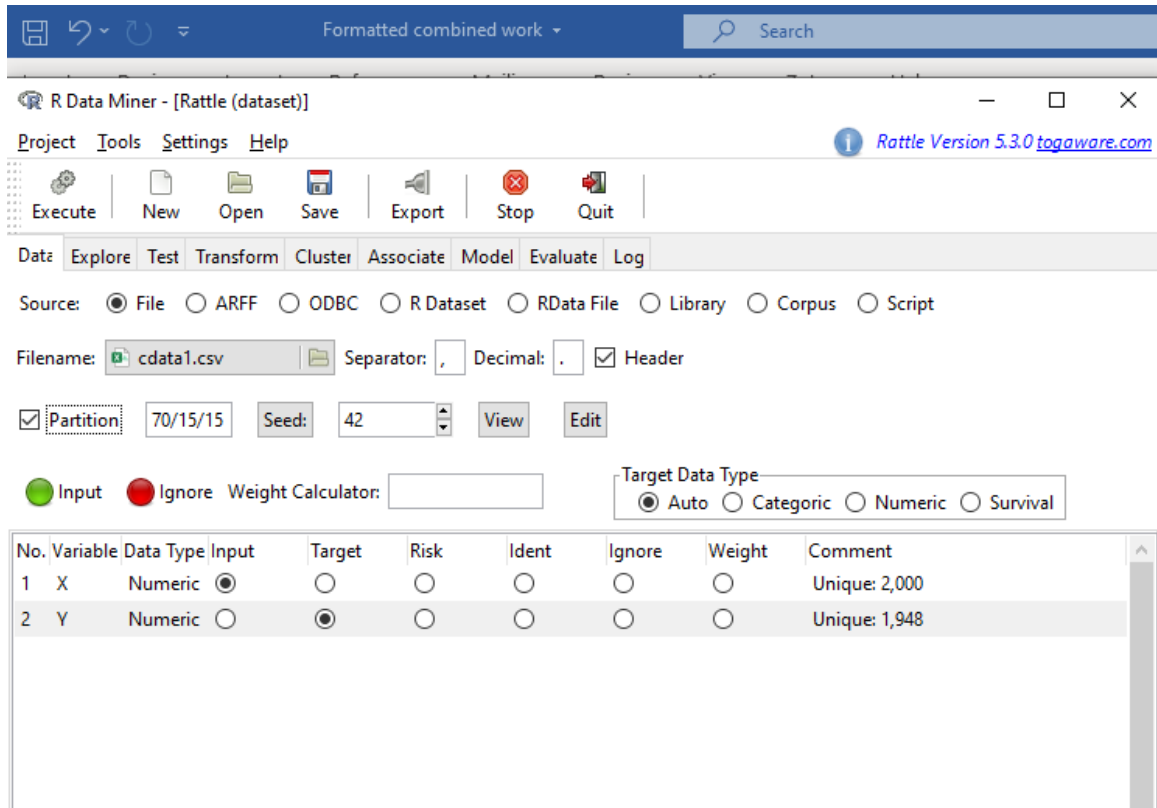 Formatted combined work Search
R Data Miner - [Rattle (dataset)]
Project Tools Settings Help Rattle Version 5.3.0 togaware.com
Execute New Open Save Export Stop Quit
Data Explore Test Transform Cluster Associate Model Evaluate Log
Source: File ARFF ODBC R Dataset RData File Library Corpus Script
Filename: cdata1.csv Separator: , Decimal: . Header
Partition 70/15/15 Seed: 42 View Edit
Target Data Type
Input Ignore Weight Calculator: Auto Categoric Numeric Survival
No. Variable Data Type Input Target Risk Ident Ignore Weight Comment
1 X Numeric Unique: 2,000
2 Y Numeric Unique: 1,948